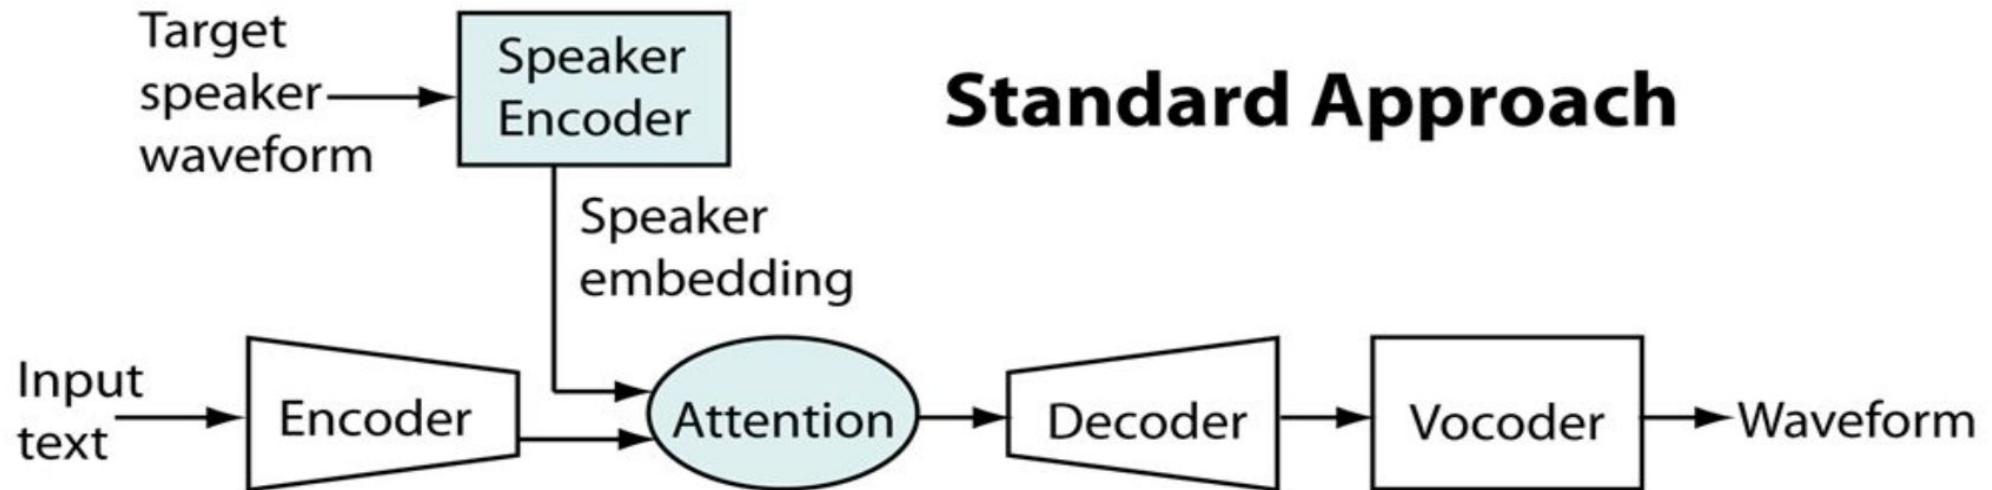 Target
speaker
waveform
Speaker
Encoder
Standard Approach
Speaker
embedding
Input
text
Encoder
Attention
Decoder
Vocoder
Waveform